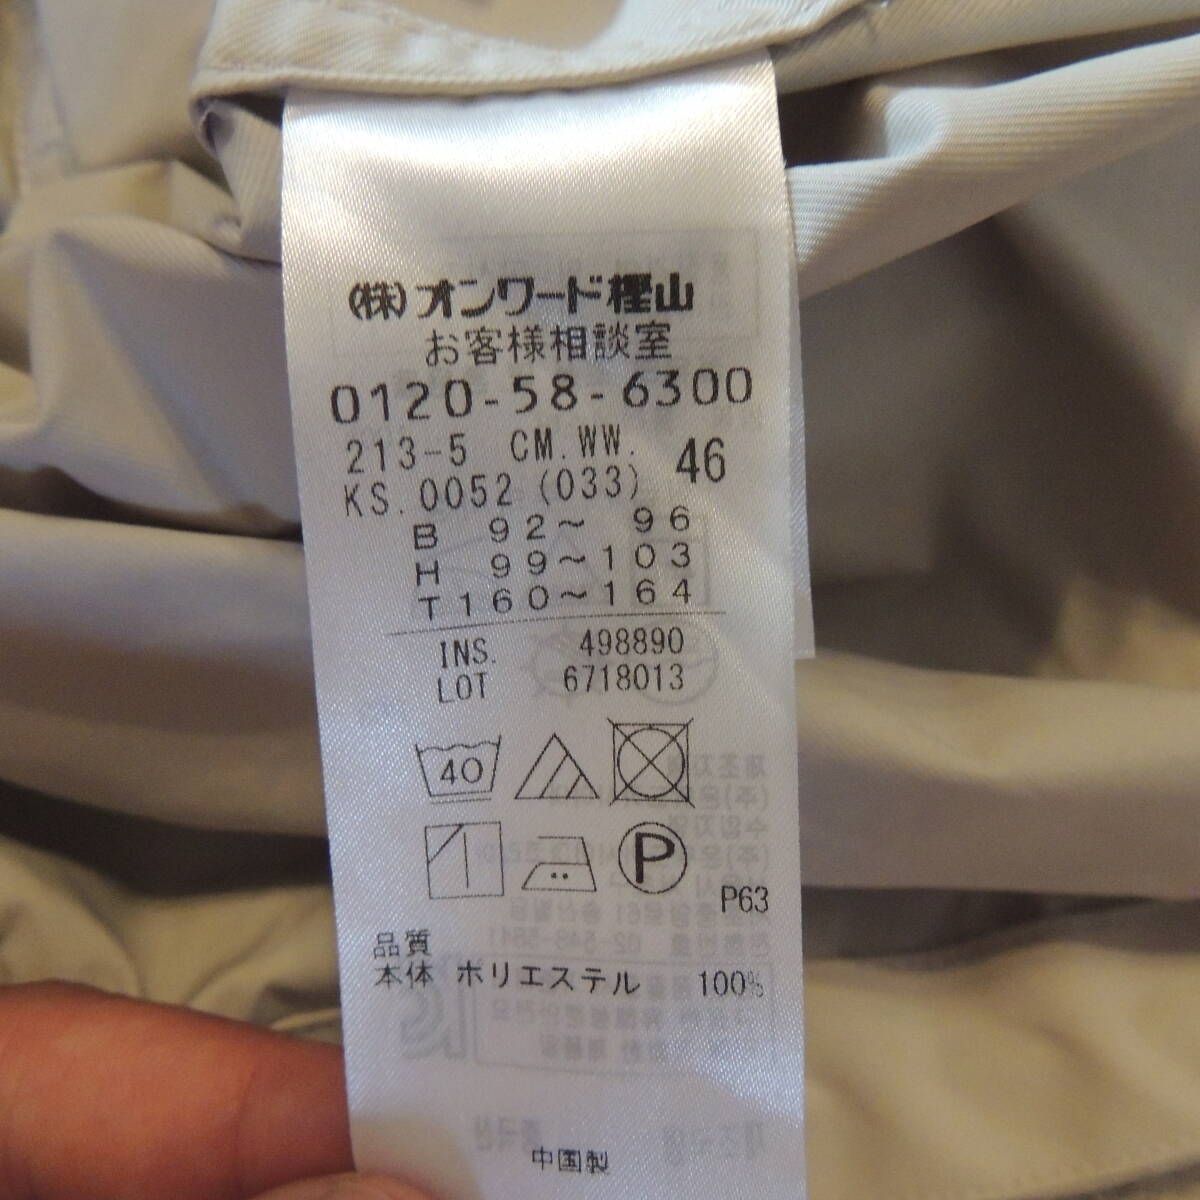 (株)オンワード樫山
お客様相談室
0120-58-6300
213-5 CM.WW. 46
KS.0052 (033)
B 92～ 96
H 99～103
T160～164
INS. 498890
LOT 6718013
40
P
P63
品質
本体 ポリエステル 100%
中国製